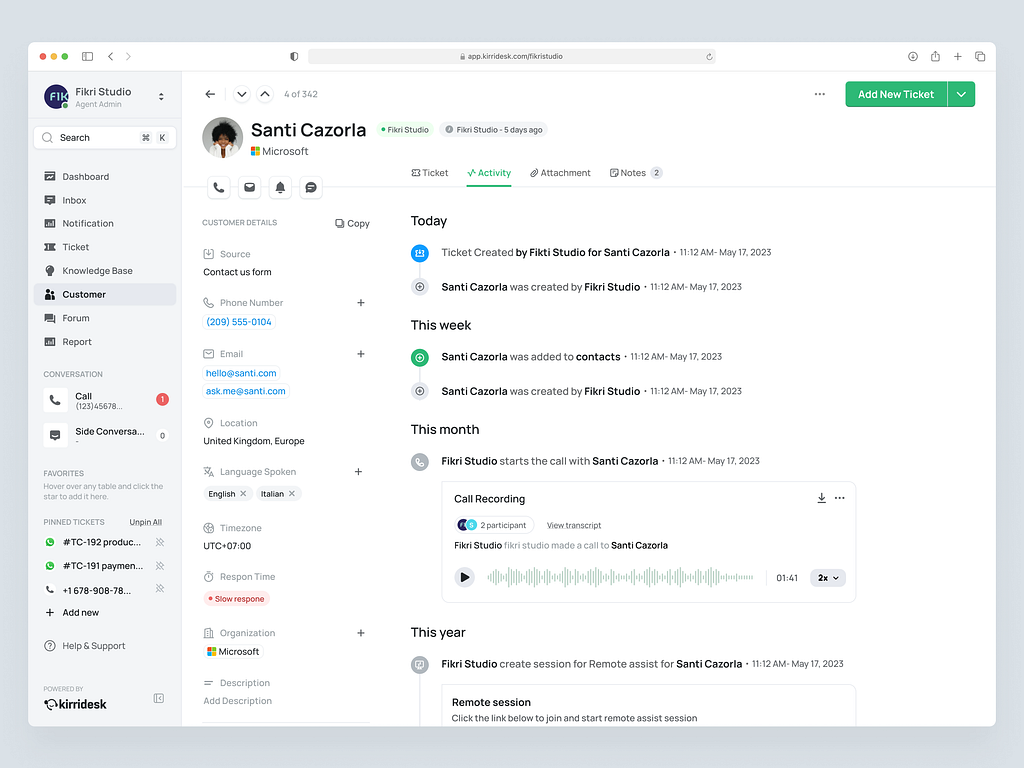 app.kirridesk.com/fikristudio
FIK
Fikri Studio
Agent Admin
Search
⌘ K
Dashboard
Inbox
Notification
Ticket
Knowledge Base
Customer
Forum
Report
CONVERSATION
Call
(123)45678...
1
Side Conversa...
-
0
FAVORITES
Hover over any table and click the
star to add it here.
PINNED TICKETS Unpin All
#TC-192 produc...
#TC-191 paymen...
+1 678-908-78...
Add new
Help & Support
POWERED BY
kirridesk
4 of 342
Add New Ticket
Santi Cazorla
Fikri Studio
Fikri Studio - 5 days ago
Microsoft
Ticket
Activity
Attachment
Notes 2
CUSTOMER DETAILS
Copy
Source
Contact us form
Phone Number
(209) 555-0104
Email
hello@santi.com
ask.me@santi.com
Location
United Kingdom, Europe
Language Spoken
English
Italian
Timezone
UTC+07:00
Respon Time
Slow respone
Organization
Microsoft
Description
Add Description
Today
Ticket Created by Fikti Studio for Santi Cazorla • 11:12 AM- May 17, 2023
Santi Cazorla was created by Fikri Studio • 11:12 AM- May 17, 2023
This week
Santi Cazorla was added to contacts • 11:12 AM- May 17, 2023
Santi Cazorla was created by Fikri Studio • 11:12 AM- May 17, 2023
This month
Fikri Studio starts the call with Santi Cazorla • 11:12 AM- May 17, 2023
Call Recording
2 participant
View transcript
Fikri Studio fikri studio made a call to Santi Cazorla
01:41
2x
This year
Fikri Studio create session for Remote assist for Santi Cazorla • 11:12 AM- May 17, 2023
Remote session
Click the link below to join and start remote assist session